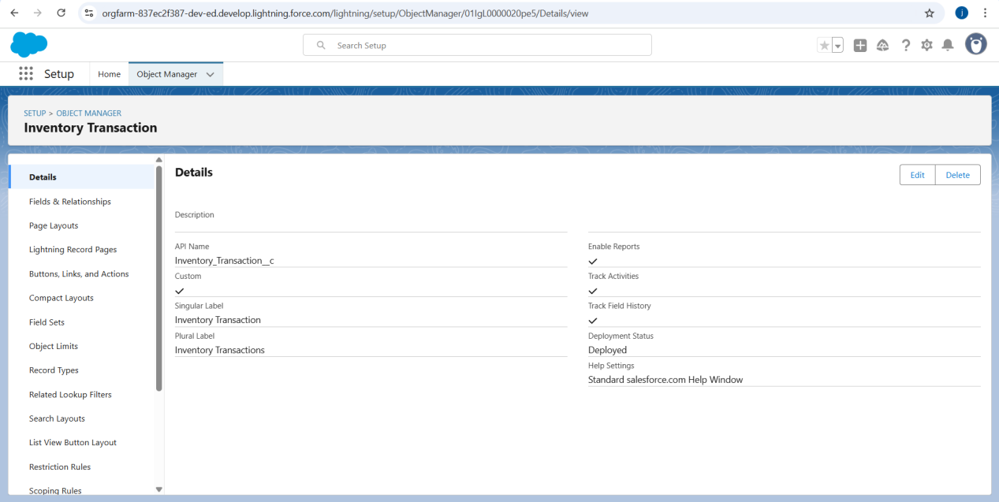 orgfarm-837ec2f387-dev-ed.develop.lightning.force.com/lightning/setup/ObjectManager/01IgL0000020pe5/Details/view
j
Search Setup
Setup
Home
Object Manager
SETUP > OBJECT MANAGER
Inventory Transaction
Details
Fields & Relationships
Page Layouts
Lightning Record Pages
Buttons, Links, and Actions
Compact Layouts
Field Sets
Object Limits
Record Types
Related Lookup Filters
Search Layouts
List View Button Layout
Restriction Rules
Scoping Rules
Details
Edit
Delete
Description
API Name
Inventory_Transaction__c
Custom
Singular Label
Inventory Transaction
Plural Label
Inventory Transactions
Enable Reports
Track Activities
Track Field History
Deployment Status
Deployed
Help Settings
Standard salesforce.com Help Window